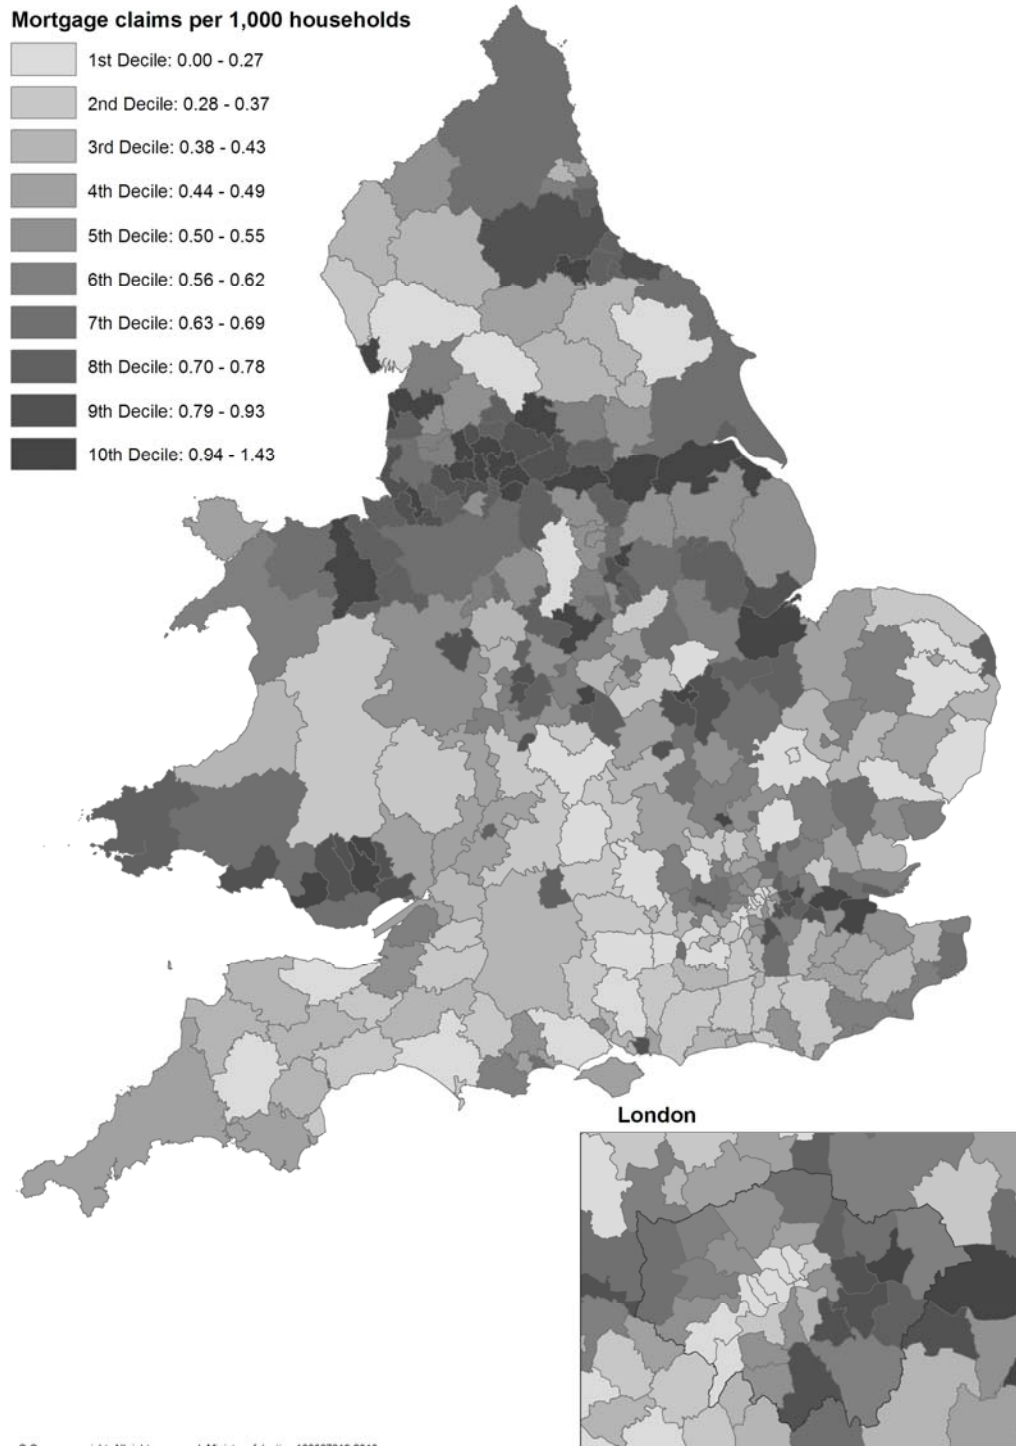 Mortgage claims per 1,000 households
1st Decile: 0.00 - 0.27
2nd Decile: 0.28 - 0.37
3rd Decile: 0.38 - 0.43
4th Decile: 0.44 - 0.49
5th Decile: 0.50 - 0.55
6th Decile: 0.56 - 0.62
7th Decile: 0.63 - 0.69
8th Decile: 0.70 - 0.78
9th Decile: 0.79 - 0.93
10th Decile: 0.94 - 1.43
London